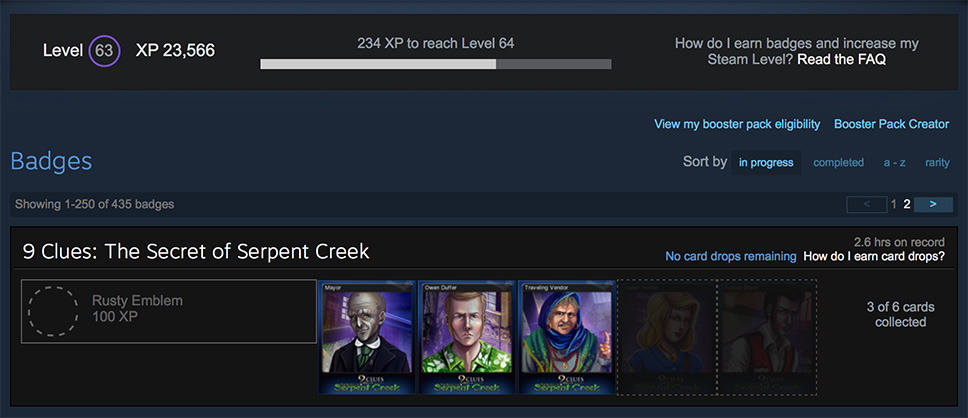 Level 63 XP 23,566
234 XP to reach Level 64
How do I earn badges and increase my
Steam Level? Read the FAQ
View my booster pack eligibility Booster Pack Creator
Badges
Sort by in progress completed a - z rarity
Showing 1-250 of 435 badges
< 1 2 >
9 Clues: The Secret of Serpent Creek
2.6 hrs on record
No card drops remaining How do I earn card drops?
Rusty Emblem
100 XP
Mayor
Owen Duffer
Traveling Vendor
9 CLUES
Serpent Creek
9 CLUES
Serpent Creek
9 CLUES
Serpent Creek
3 of 6 cards
collected